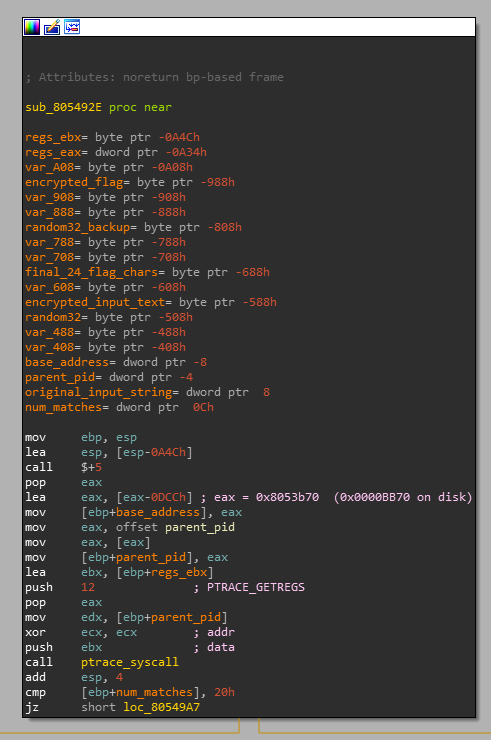 ; Attributes: noreturn bp-based frame
sub_805492E proc near
regs_ebx= byte ptr -0A4Ch
regs_eax= dword ptr -0A34h
var_A08= byte ptr -0A08h
encrypted_flag= byte ptr -988h
var_908= byte ptr -908h
var_888= byte ptr -888h
random32_backup= byte ptr -808h
var_788= byte ptr -788h
var_708= byte ptr -708h
final_24_flag_chars= byte ptr -688h
var_608= byte ptr -608h
encrypted_input_text= byte ptr -588h
random32= byte ptr -508h
var_488= byte ptr -488h
var_408= byte ptr -408h
base_address= dword ptr -8
parent_pid= dword ptr -4
original_input_string= dword ptr  8
num_matches= dword ptr  0Ch
mov     ebp, esp
lea     esp, [esp-0A4Ch]
call    $+5
pop     eax
lea     eax, [eax-0DCCh] ; eax = 0x8053b70  (0x0000BB70 on disk)
mov     [ebp+base_address], eax
mov     eax, offset parent_pid
mov     eax, [eax]
mov     [ebp+parent_pid], eax
lea     ebx, [ebp+regs_ebx]
push    12              ; PTRACE_GETREGS
pop     eax
mov     edx, [ebp+parent_pid]
xor     ecx, ecx        ; addr
push    ebx             ; data
call    ptrace_syscall
add     esp, 4
cmp     [ebp+num_matches], 20h
jz      short loc_80549A7